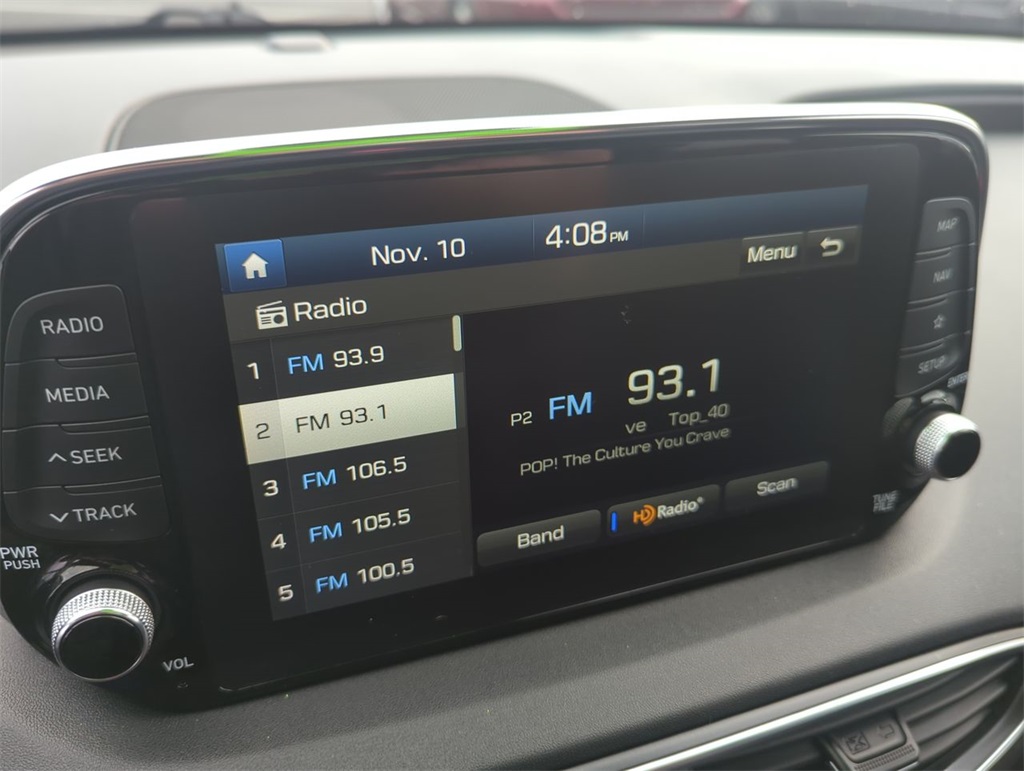 Nov. 10 4:08 PM
Menu
Radio
RADIO
MEDIA
SEEK
TRACK
PWR
PUSH
VOL
1 FM 93.9
2 FM 93.1
3 FM 106.5
4 FM 105.5
5 FM 100.5
P2 FM 93.1
ve Top_40
POP! The Culture You Crave
Band
HD Radio®
Scan
MAP
NAV
SETUP
ENTER
TUNE
FILE